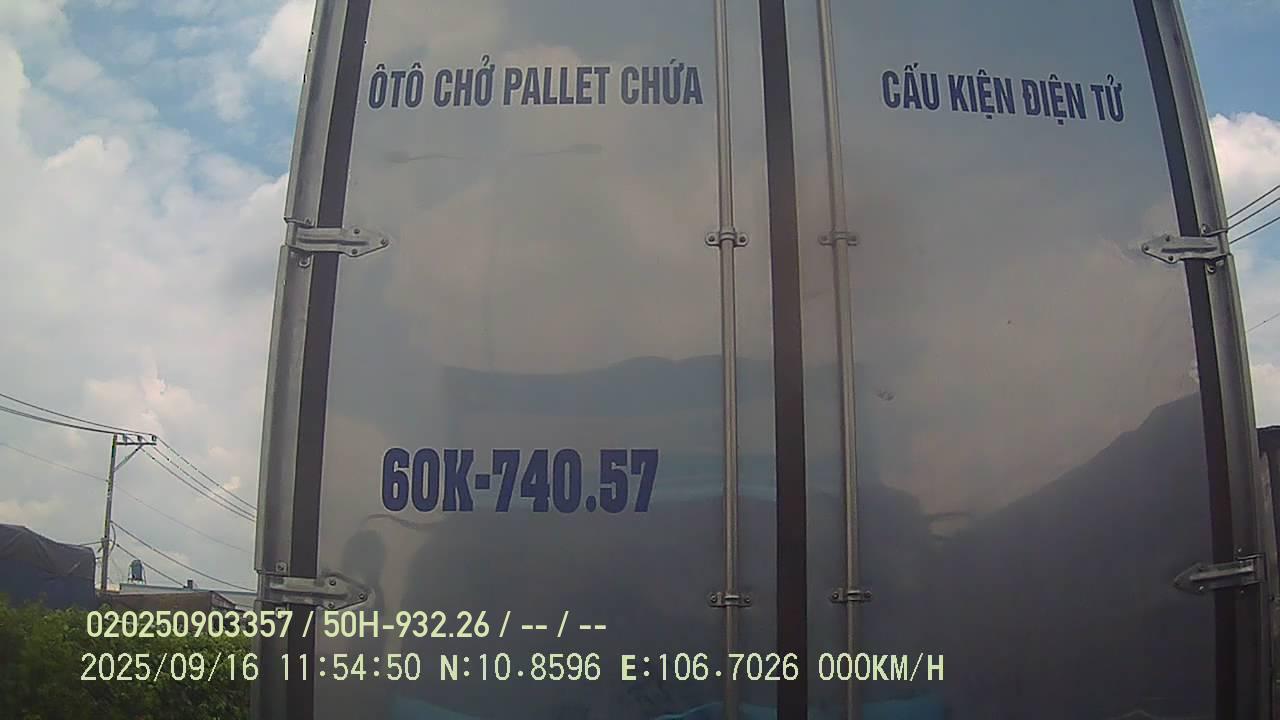 ÔTÔ CHỞ PALLET CHỨA CẤU KIỆN ĐIỆN TỬ
60K-740.57
020250903357 / 50H-932.26 / -- / --
2025/09/16 11:54:50 N:10.8596 E:106.7026 000KM/H